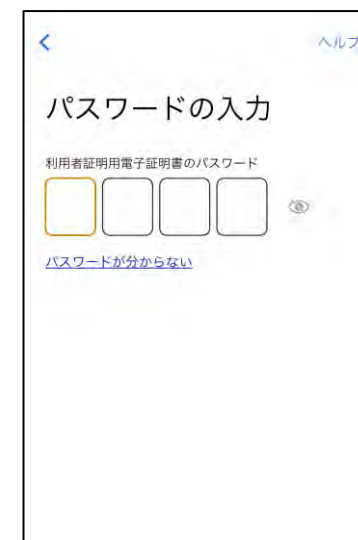 ヘルプ
パスワードの入力
利用者証明用電子証明書のパスワード
パスワードが分からない